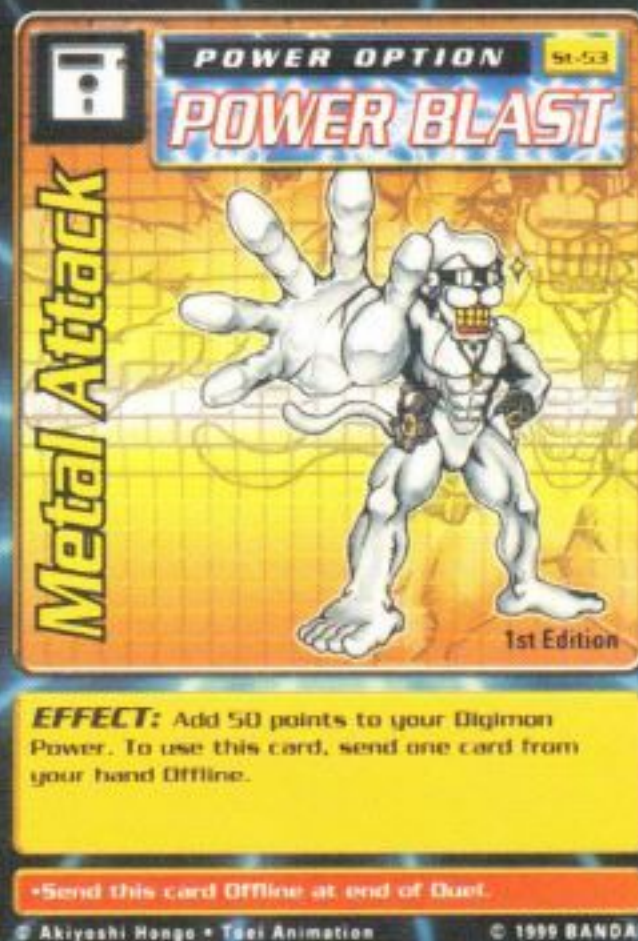 POWER OPTION St-53
POWER BLAST
Metal Attack
1st Edition
EFFECT: Add 50 points to your Digimon
Power. To use this card, send one card from
your hand Offline.
•Send this card Offline at end of Duel.
© Akiyoshi Hongo • Toei Animation © 1999 BANDA